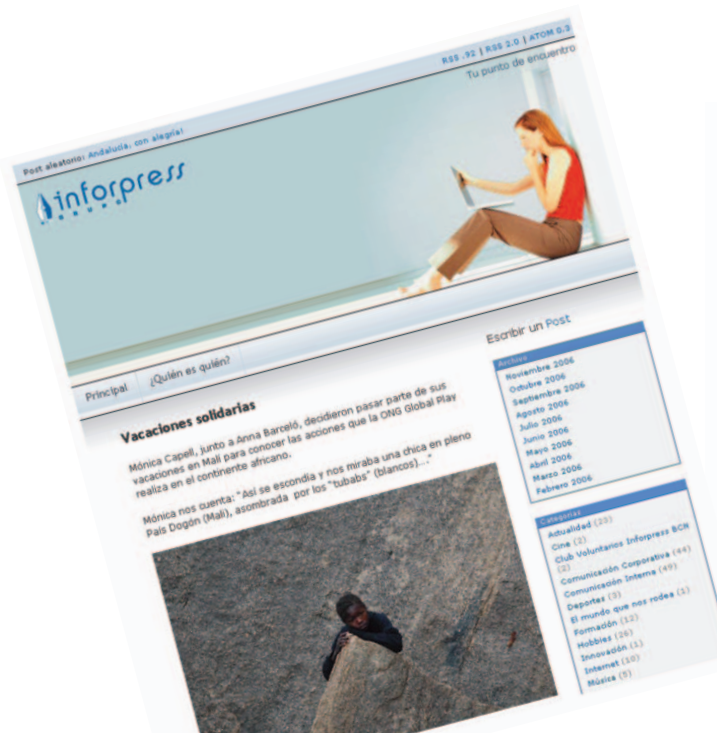 RSS .92 | RSS 2.0 | ATOM 0.3
Tu punto de encuentro
Post aleatorio: Andalucía, con alegría!
inforpress
Principal
¿Quién es quién?
Vacaciones solidarias
Mónica Capell, junto a Anna Barceló, decidieron pasar parte de sus
vacaciones en Mali para conocer las acciones que la ONG Global Play
realiza en el continente africano.
Mónica nos cuenta: "Así se escondía y nos miraba una chica en pleno
País Dogón (Mali), asombrada por los "tubabs" (blancos)..."
Escribir un Post
Archivo
Noviembre 2006
Octubre 2006
Septiembre 2006
Agosto 2006
Julio 2006
Junio 2006
Mayo 2006
Abril 2006
Marzo 2006
Febrero 2006
Categorías
Actualidad (23)
Cine (2)
Club Voluntarios Inforpress BCN
(2)
Comunicación Corporativa (44)
Comunicación Interna (49)
Deportes (3)
El mundo que nos rodea (1)
Formación (12)
Hobbies (26)
Innovación (1)
Internet (10)
Música (5)